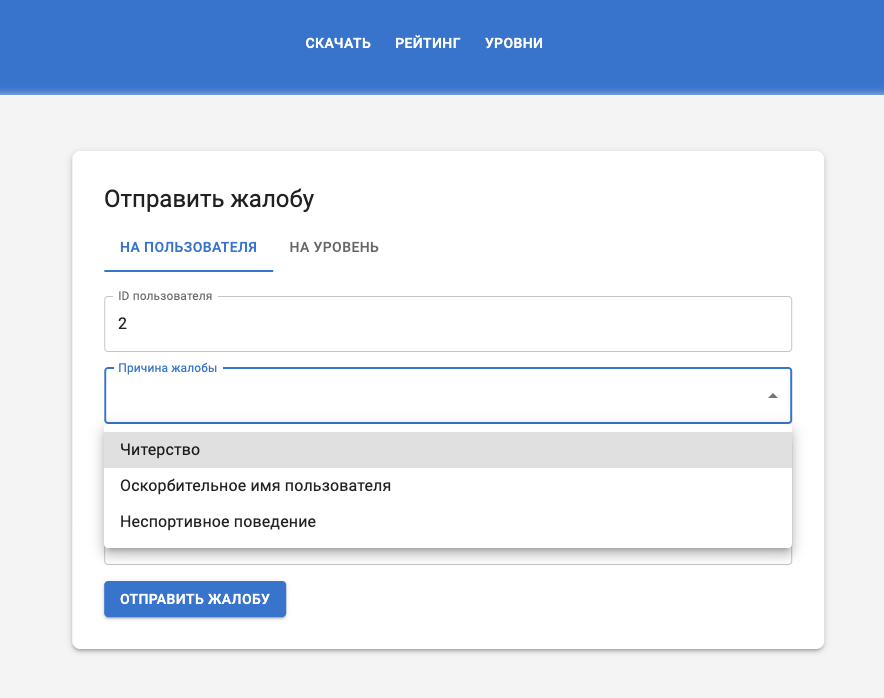 СКАЧАТЬ РЕЙТИНГ УРОВНИ
Отправить жалобу
НА ПОЛЬЗОВАТЕЛЯ НА УРОВЕНЬ
ID пользователя
2
Причина жалобы
Читерство
Оскорбительное имя пользователя
Неспортивное поведение
ОТПРАВИТЬ ЖАЛОБУ